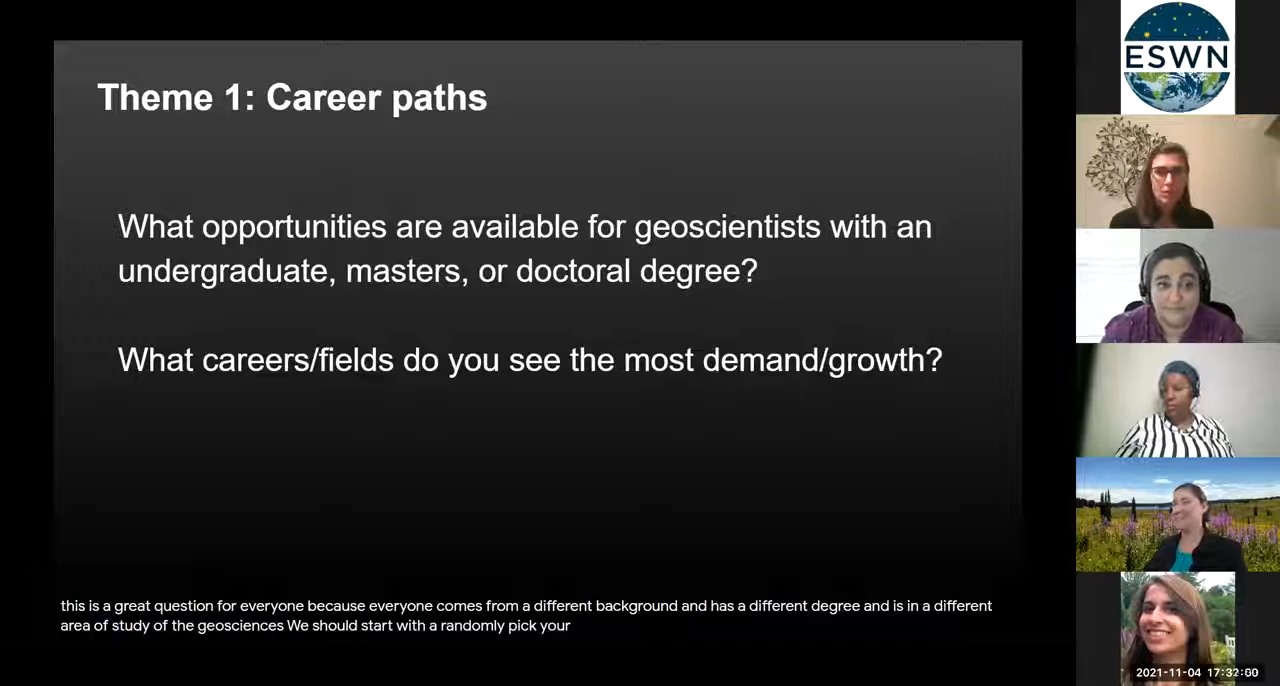 Theme 1: Career paths
What opportunities are available for geoscientists with an
undergraduate, masters, or doctoral degree?
What careers/fields do you see the most demand/growth?
this is a great question for everyone because everyone comes from a different background and has a different degree and is in a different
area of study of the geosciences We should start with a randomly pick your
ESWN
2021-11-04 17:32:00